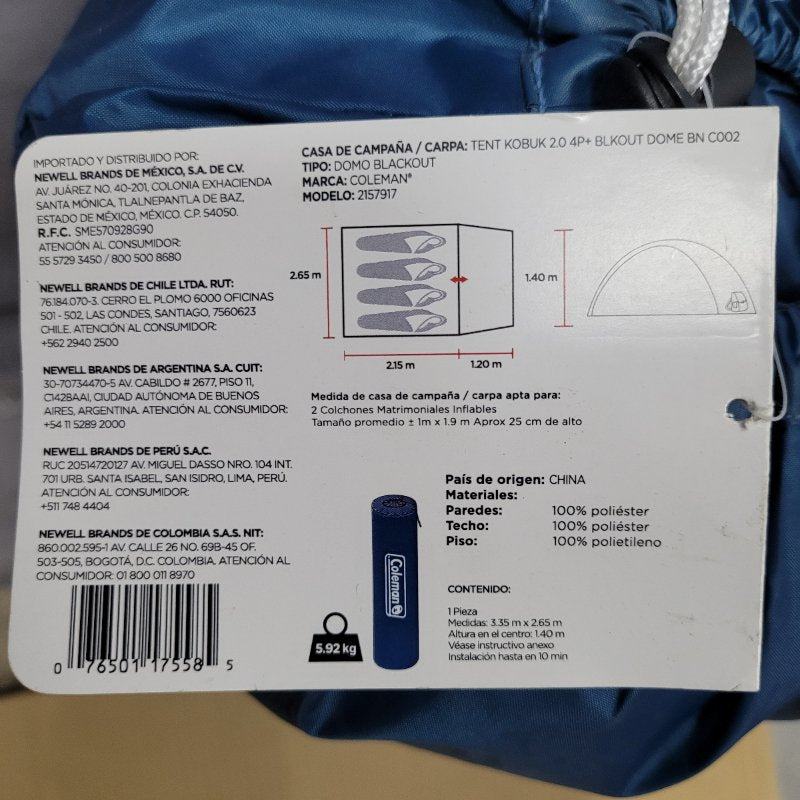 IMPORTADO Y DISTRIBUIDO POR:
NEWELL BRANDS DE MÉXICO, S.A. DE C.V.
AV. JUÁREZ NO. 40-201, COLONIA EXHACIENDA
SANTA MÓNICA, TLALNEPANTLA DE BAZ,
ESTADO DE MÉXICO, MÉXICO. C.P. 54050.
R.F.C. SME570928G90
ATENCIÓN AL CONSUMIDOR:
55 5729 3450 / 800 500 8680
NEWELL BRANDS DE CHILE LTDA. RUT:
76.184.070-3. CERRO EL PLOMO 6000 OFICINAS
501 - 502, LAS CONDES, SANTIAGO, 7560623
CHILE. ATENCIÓN AL CONSUMIDOR:
+562 2940 2500
NEWELL BRANDS DE ARGENTINA S.A. CUIT:
30-70734470-5 AV. CABILDO # 2677, PISO 11,
C1428AAI, CIUDAD AUTÓNOMA DE BUENOS
AIRES, ARGENTINA. ATENCIÓN AL CONSUMIDOR:
+54 11 5289 2000
NEWELL BRANDS DE PERÚ S.A.C.
RUC 20514720127 AV. MIGUEL DASSO NRO. 104 INT.
701 URB. SANTA ISABEL, SAN ISIDRO, LIMA, PERÚ.
ATENCIÓN AL CONSUMIDOR:
+511 748 4404
NEWELL BRANDS DE COLOMBIA S.A.S. NIT:
860.002.595-1 AV. CALLE 26 NO. 69B-45 OF.
503-505, BOGOTÁ, D.C. COLOMBIA. ATENCIÓN AL
CONSUMIDOR: 01 800 011 8970
0 76501 17558 5
CASA DE CAMPAÑA / CARPA: TENT KOBUK 2.0 4P+ BLKOUT DOME BN C002
TIPO: DOMO BLACKOUT
MARCA: COLEMAN®
MODELO: 2157917
2.65 m
1.40 m
2.15 m
1.20 m
Medida de casa de campaña / carpa apta para:
2 Colchones Matrimoniales Inflables
Tamaño promedio ± 1m x 1.9 m Aprox 25 cm de alto
País de origen: CHINA
Materiales:
Paredes: 100% poliéster
Techo: 100% poliéster
Piso: 100% polietileno
Coleman
5.92 kg
CONTENIDO:
1 Pieza
Medidas: 3.35 m x 2.65 m
Altura en el centro: 1.40 m
Véase instructivo anexo
Instalación hasta en 10 min